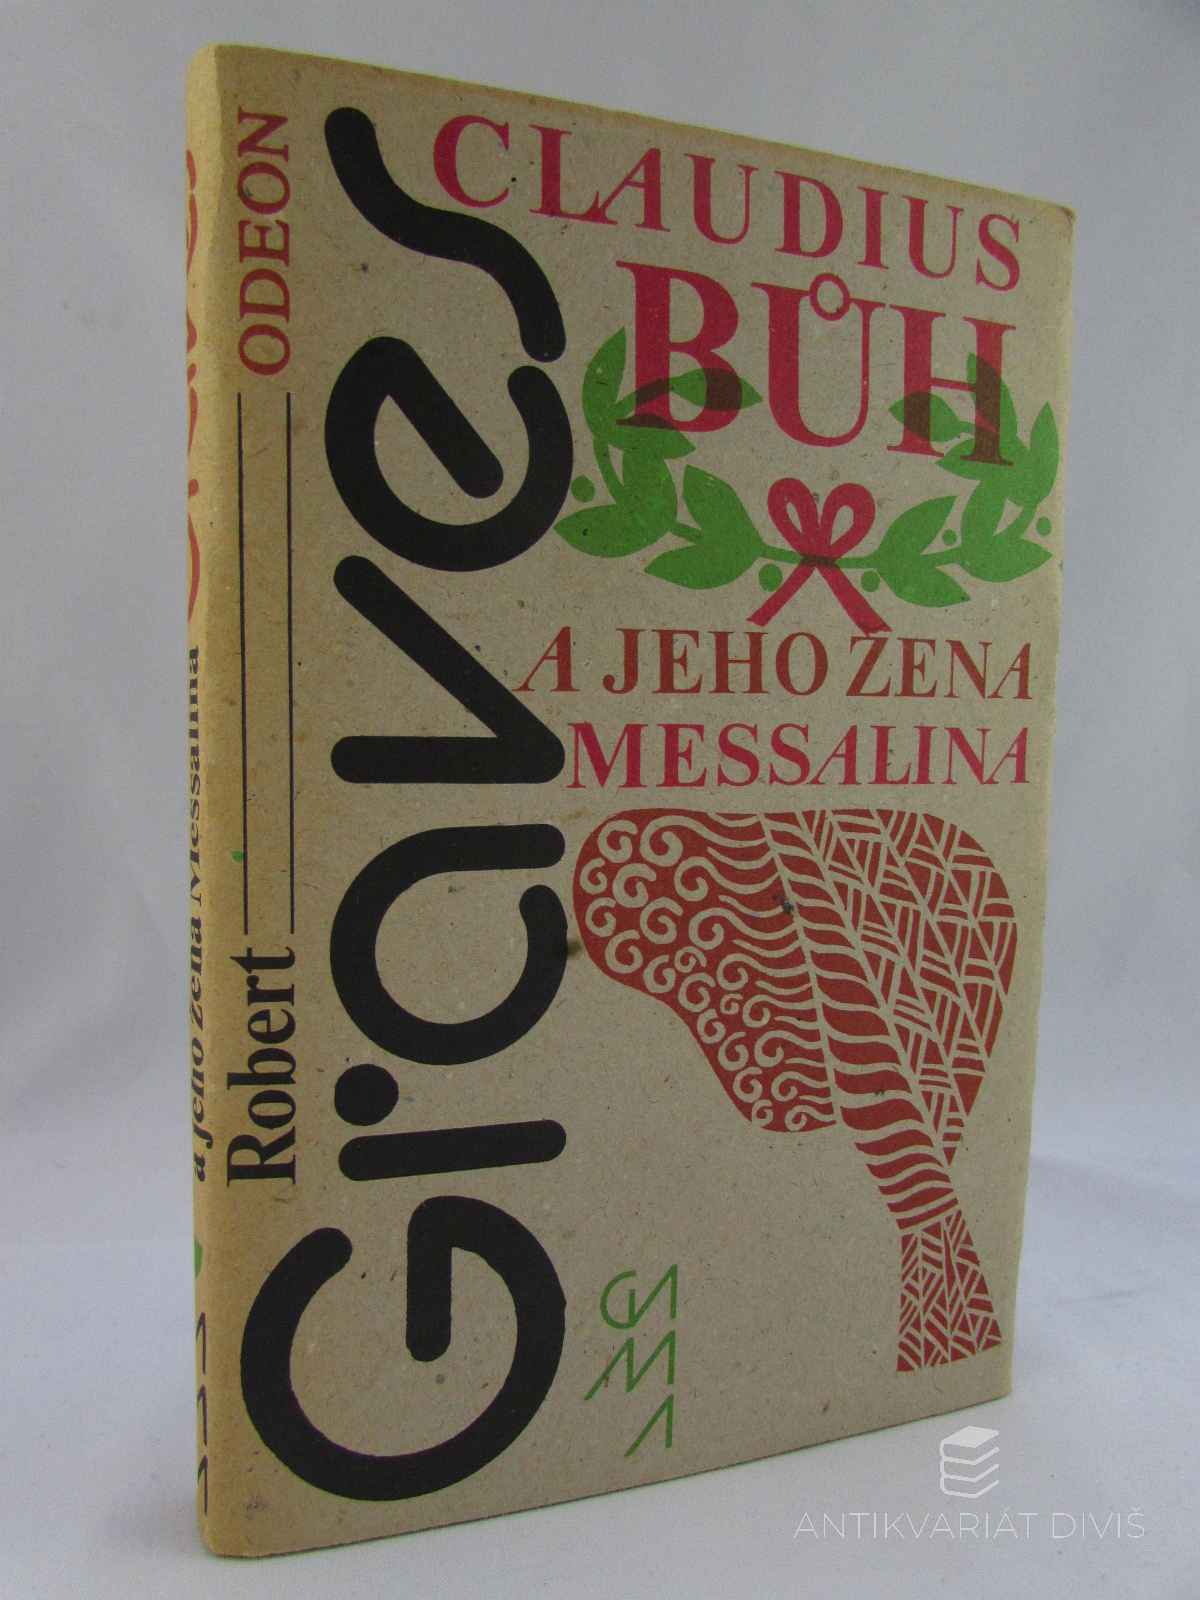 ODEON
Robert
Graves
CLAUDIUS
BŮH
A JEHO ŽENA
MESSALINA
a jeho žena Messalina
ANTIKVARIÁT DIVIŠ